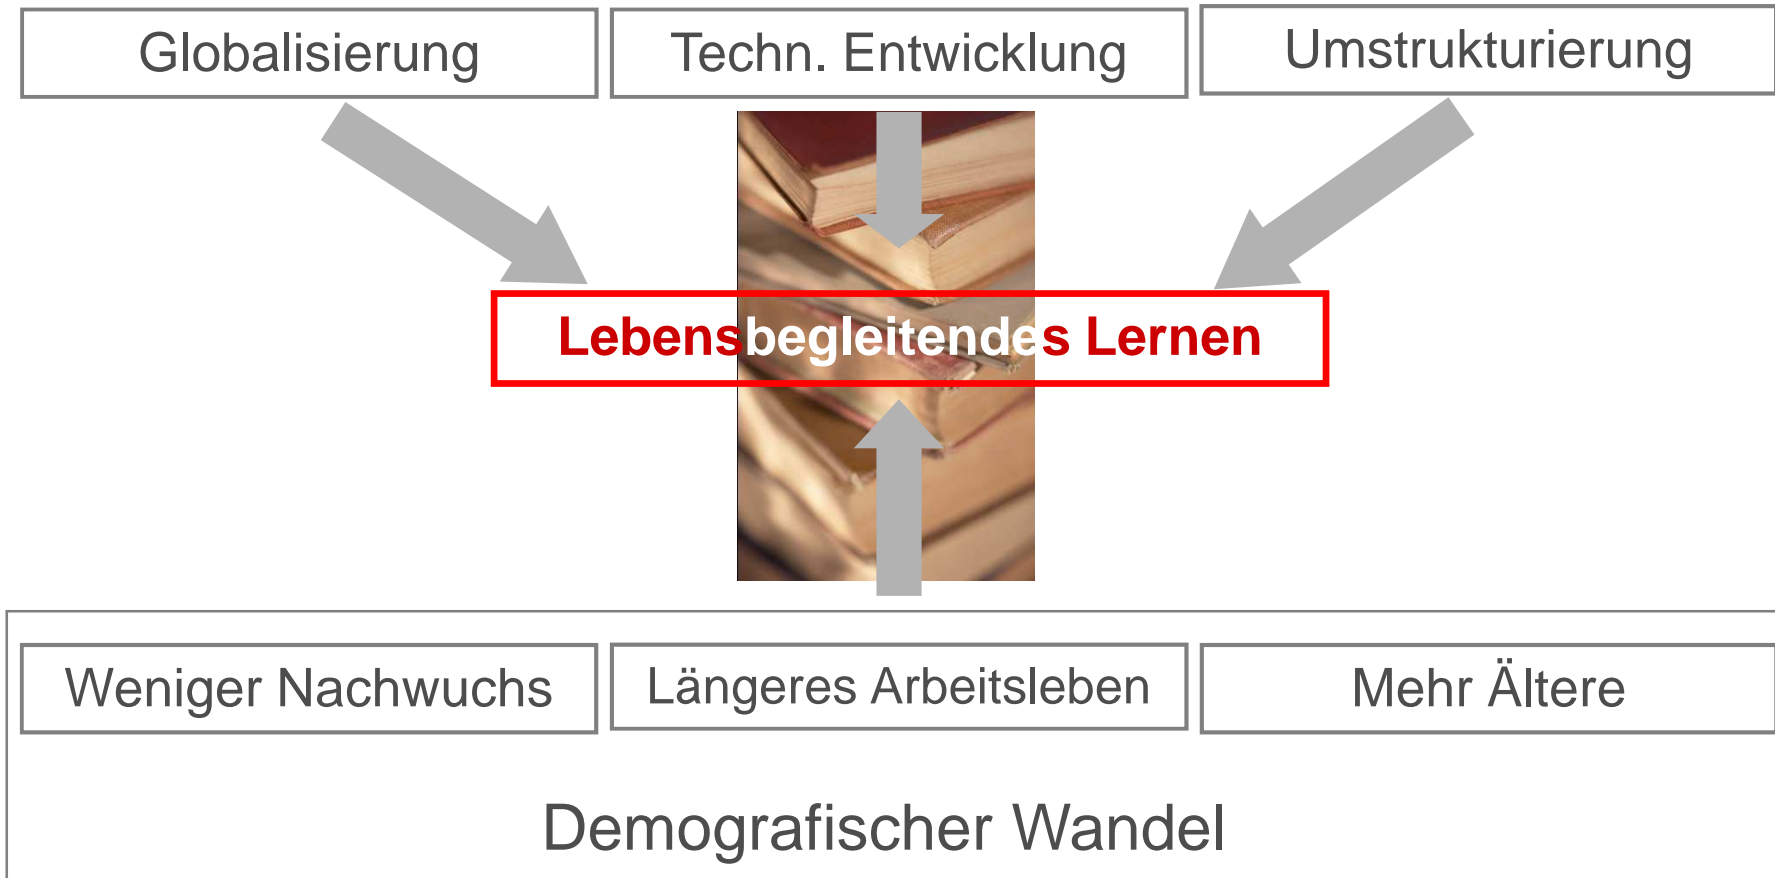 Globalisierung
Techn. Entwicklung
Umstrukturierung
Lebensbegleitendes Lernen
Weniger Nachwuchs
Längeres Arbeitsleben
Mehr Ältere
Demografischer Wandel